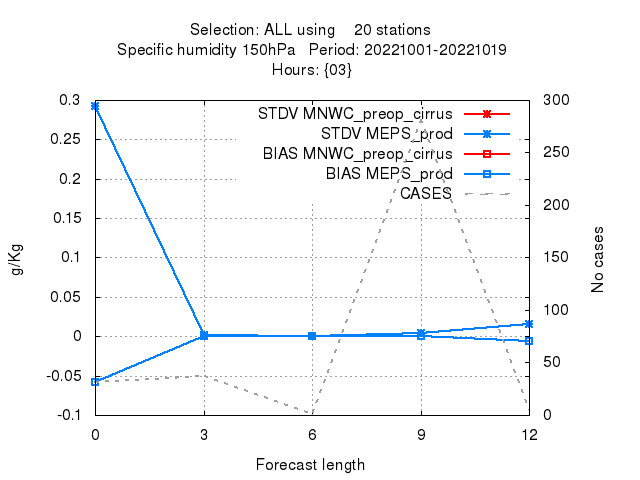 Selection: ALL using 20 stations
Specific humidity 150hPa Period: 20221001-20221019
Hours: {03}
0.3
0.25
0.2
0.15
0.1
0.05
0
-0.05
-0.1
g/Kg
STDV MNWC_preop_cirrus
STDV MEPS_prod
BIAS MNWC_preop_cirrus
BIAS MEPS_prod
CASES
300
250
200
150
100
50
0
No cases
0 3 6 9 12
Forecast length